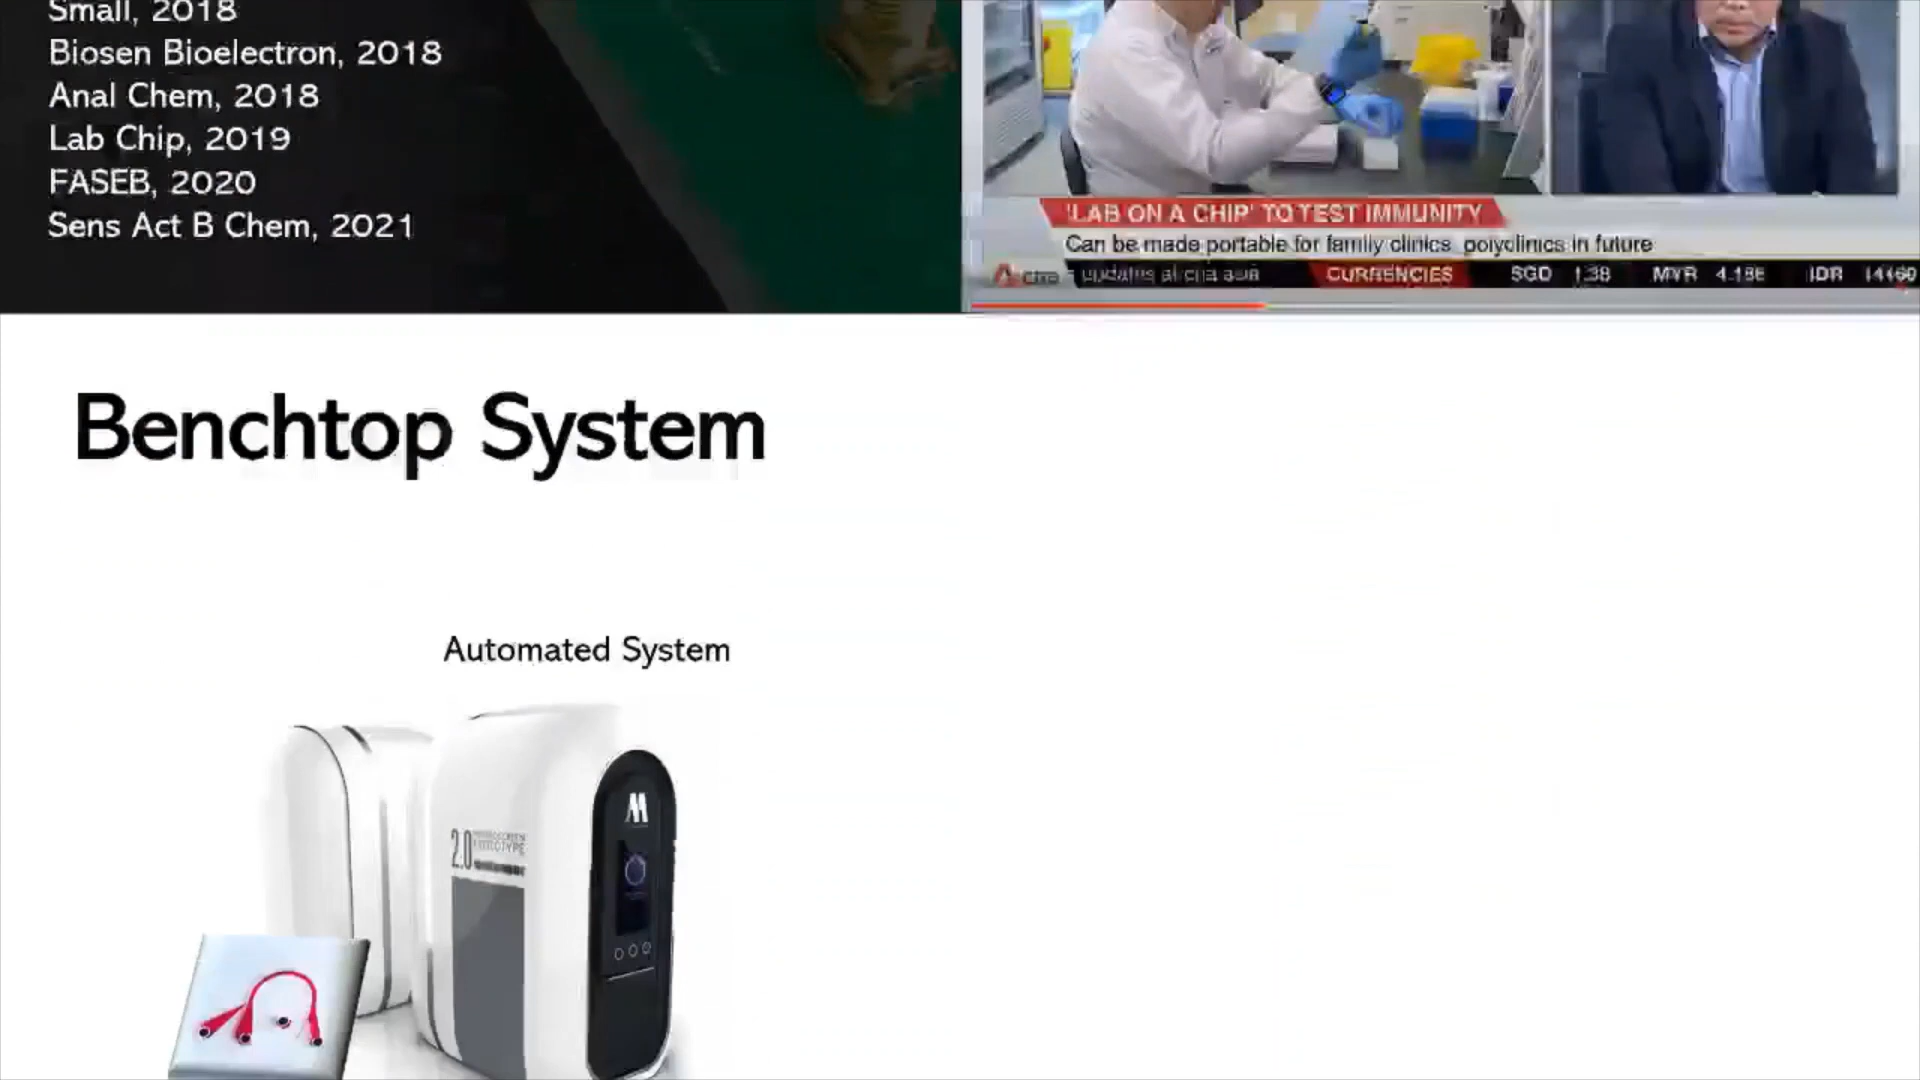 Small, 2018
Biosen Bioelectron, 2018
Anal Chem, 2018
Lab Chip, 2019
FASEB, 2020
Sens Act B Chem, 2021
'LAB ON A CHIP' TO TEST IMMUNITY
Can be made portable for family clinics, polyclinics in future
CURRENCIES SGD 1.38 MYR 4.186 IDR
Benchtop System
Automated System
2.0